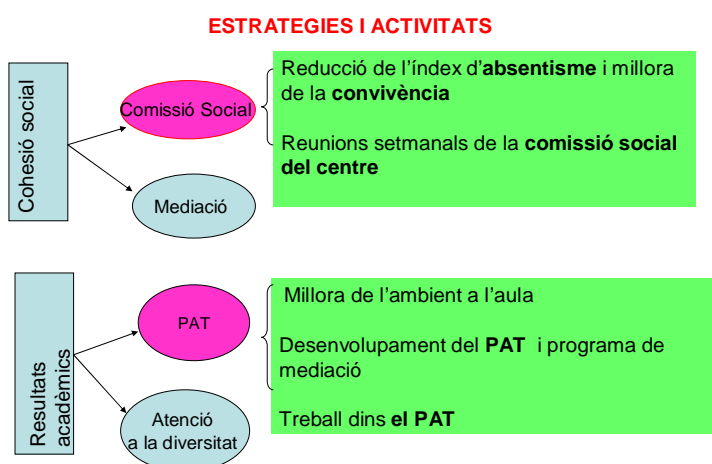 ESTRATEGIES I ACTIVITATS
Cohesió social
Comissió Social
Mediació
Reducció de l’índex d’absentisme i millora
de la convivència
Reunions setmanals de la comissió social
del centre
Resultats
acadèmics
PAT
Atenció
a la diversitat
Millora de l’ambient a l’aula
Desenvolupament del PAT i programa de
mediació
Treball dins el PAT